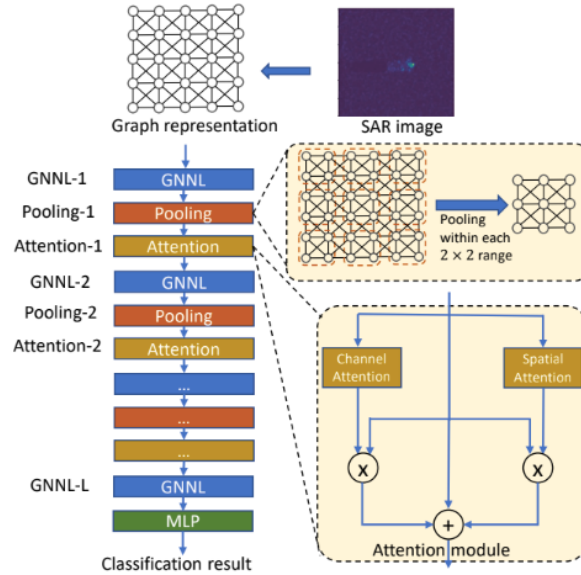 Graph representation
SAR image
GNNL-1
GNNL
Pooling-1
Pooling
Attention-1
Attention
GNNL-2
GNNL
Pooling-2
Pooling
Attention-2
Attention
...
...
...
GNNL-L
GNNL
MLP
Classification result
Pooling
within each
2 × 2 range
Channel
Attention
Spatial
Attention
X
X
+
Attention module